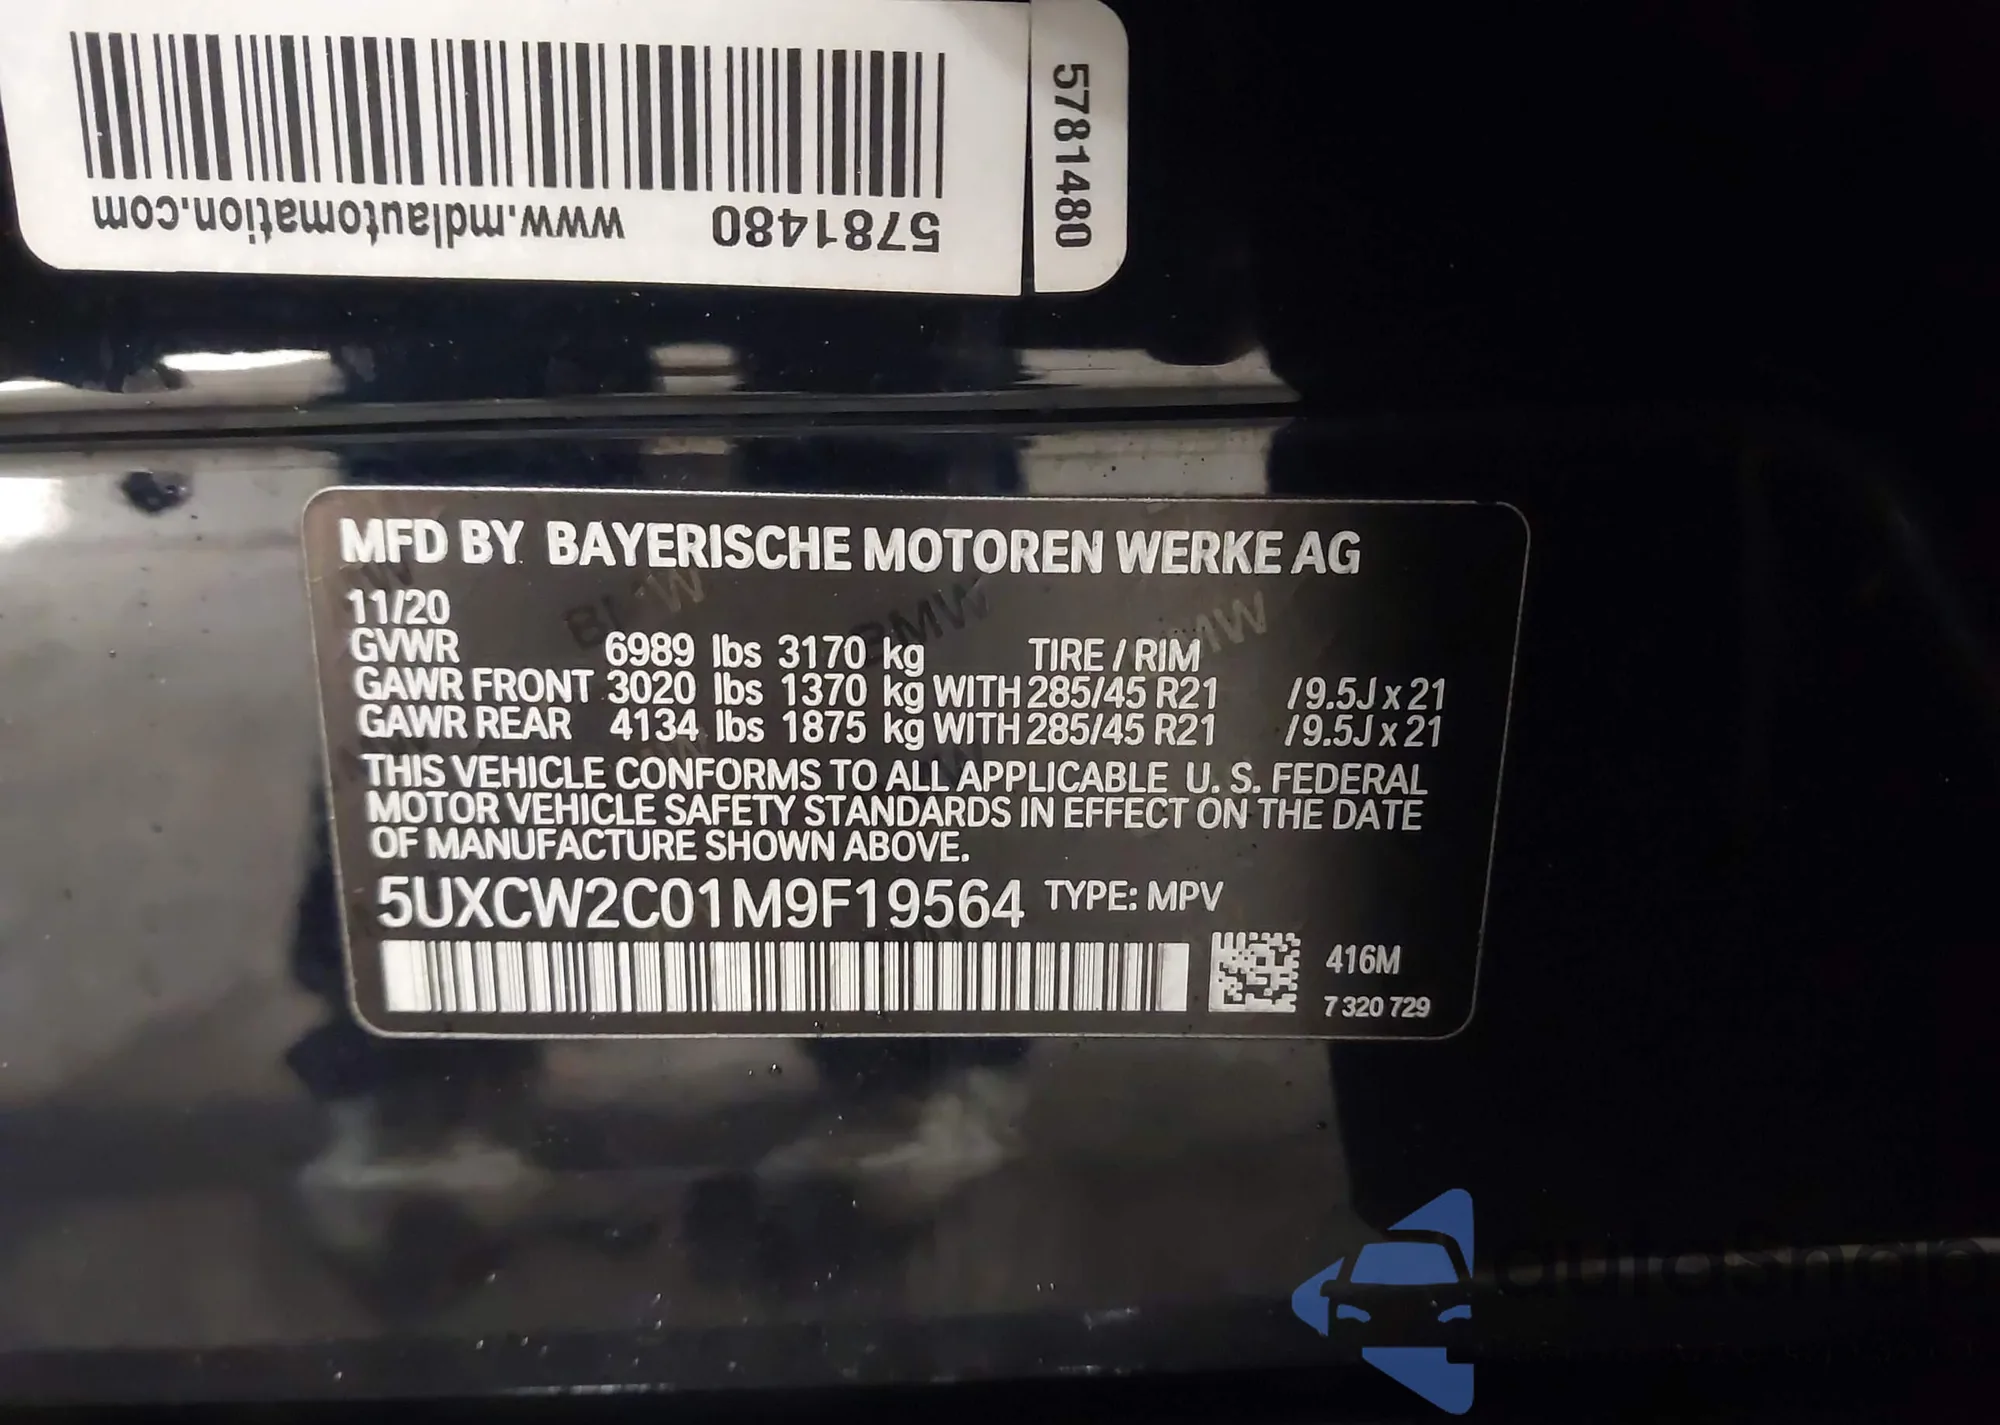 5781480 www.mdlautomation.com
5781480
MFD BY BAYERISCHE MOTOREN WERKE AG
11/20
GVWR 6989 lbs 3170 kg TIRE / RIM
GAWR FRONT 3020 lbs 1370 kg WITH 285/45 R21 /9.5J x 21
GAWR REAR 4134 lbs 1875 kg WITH 285/45 R21 /9.5J x 21
THIS VEHICLE CONFORMS TO ALL APPLICABLE U. S. FEDERAL
MOTOR VEHICLE SAFETY STANDARDS IN EFFECT ON THE DATE
OF MANUFACTURE SHOWN ABOVE.
5UXCW2C01M9F19564 TYPE: MPV
416M
7 320 729